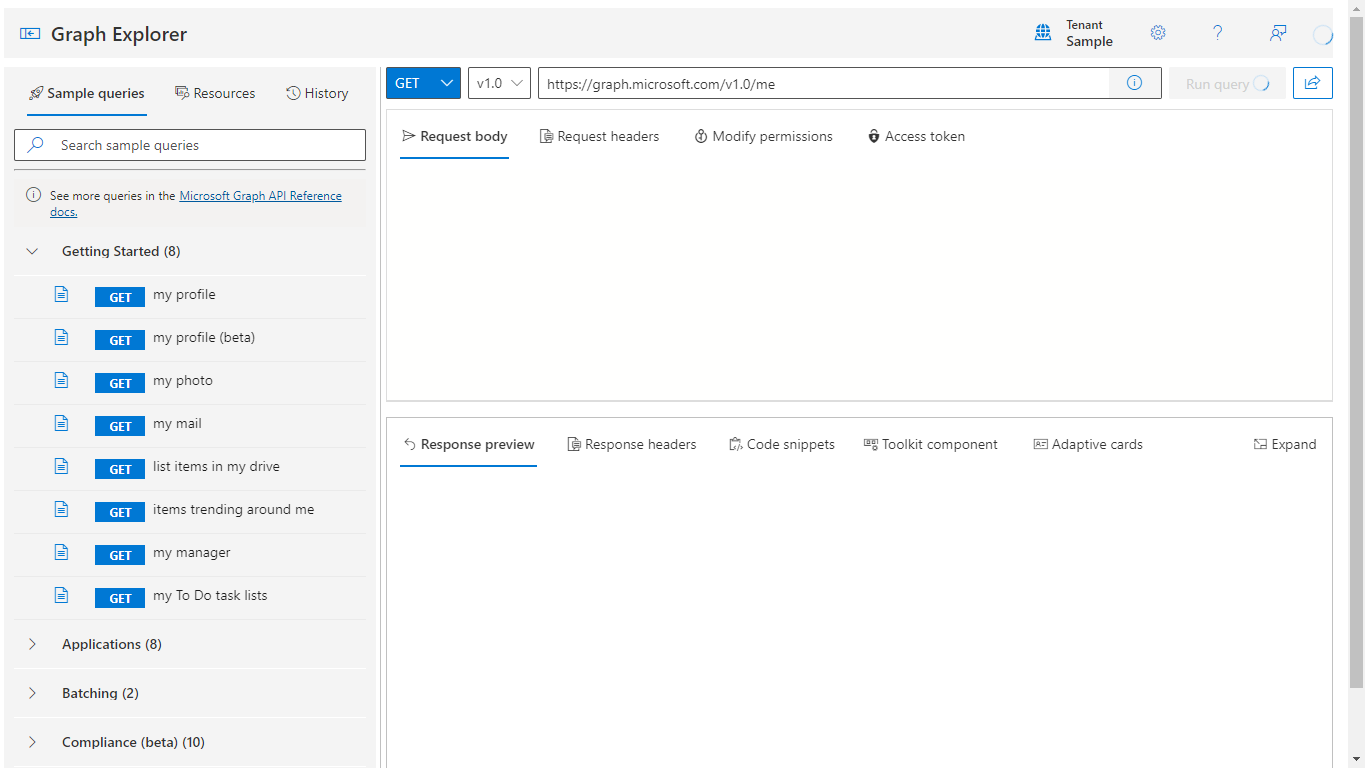 Graph Explorer
Tenant
Sample
Sample queries
Resources
History
Search sample queries
See more queries in the Microsoft Graph API Reference
docs.
Getting Started (8)
GET my profile
GET my profile (beta)
GET my photo
GET my mail
GET list items in my drive
GET items trending around me
GET my manager
GET my To Do task lists
Applications (8)
Batching (2)
Compliance (beta) (10)
GET
v1.0
https://graph.microsoft.com/v1.0/me
Run query
Request body
Request headers
Modify permissions
Access token
Response preview
Response headers
Code snippets
Toolkit component
Adaptive cards
Expand